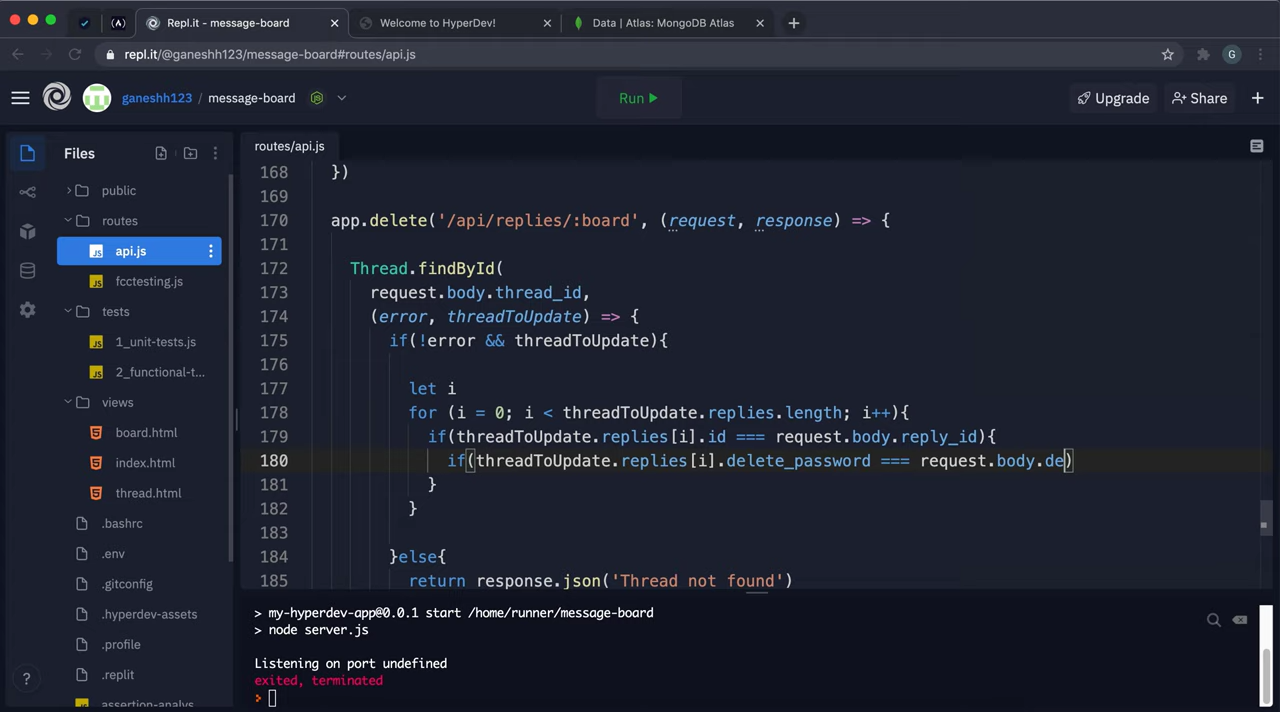 Repl.it - message-board
Welcome to HyperDev!
Data | Atlas: MongoDB Atlas
repl.it/@ganeshh123/message-board#routes/api.js
G
ganeshh123 / message-board
Run
Upgrade
Share
Files
public
routes
api.js
fcctesting.js
tests
1_unit-tests.js
2_functional-t...
views
board.html
index.html
thread.html
.bashrc
.env
.gitconfig
.hyperdev-assets
.profile
.replit
assertion-analys
routes/api.js
168 })
169
170 app.delete('/api/replies/:board', (request, response) => {
171
172 Thread.findById(
173 request.body.thread_id,
174 (error, threadToUpdate) => {
175 if(!error && threadToUpdate){
176
177 let i
178 for (i = 0; i < threadToUpdate.replies.length; i++){
179 if(threadToUpdate.replies[i].id === request.body.reply_id){
180 if(threadToUpdate.replies[i].delete_password === request.body.de)
181 }
182 }
183
184 }else{
185 return response.json('Thread not found')
> my-hyperdev-app@0.0.1 start /home/runner/message-board
> node server.js
Listening on port undefined
exited, terminated
?